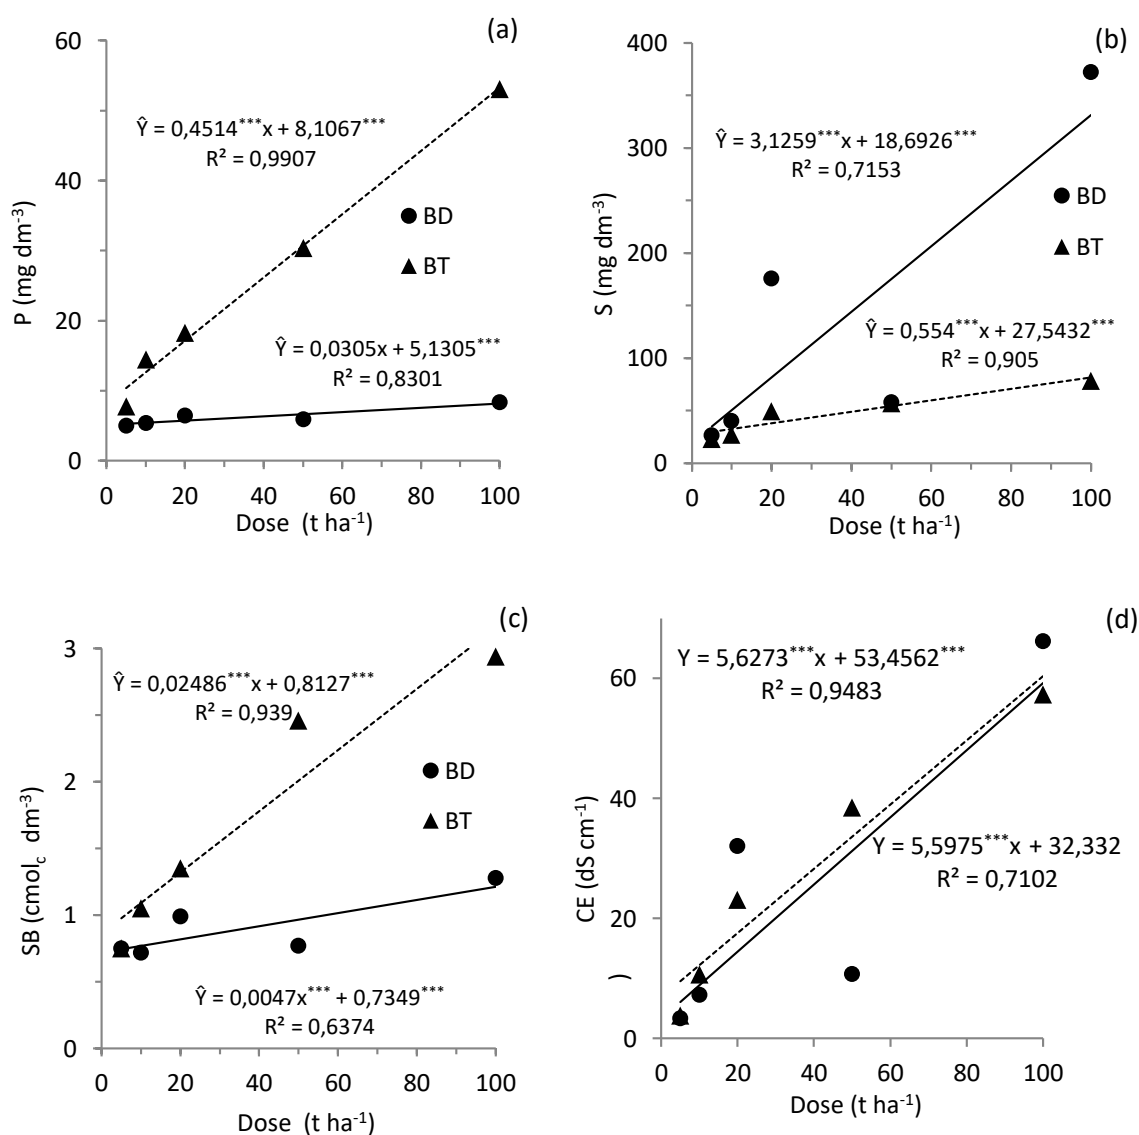 (a)
60
40
20
0
P (mg dm⁻³)
Ŷ = 0,4514***x + 8,1067***
R² = 0,9907
BD
BT
Ŷ = 0,0305x + 5,1305***
R² = 0,8301
0 20 40 60 80 100
Dose (t ha⁻¹)
(b)
400
300
200
100
0
S (mg dm⁻³)
Ŷ = 3,1259***x + 18,6926***
R² = 0,7153
BD
BT
Ŷ = 0,554***x + 27,5432***
R² = 0,905
0 20 40 60 80 100
Dose (t ha⁻¹)
(c)
3
2
1
0
SB (cmol꜀ dm⁻³)
Ŷ = 0,02486***x + 0,8127***
R² = 0,939
BD
BT
Ŷ = 0,0047x*** + 0,7349***
R² = 0,6374
0 20 40 60 80 100
Dose (t ha⁻¹)
(d)
60
40
20
0
CE (dS cm⁻¹)
)
Y = 5,6273***x + 53,4562***
R² = 0,9483
Y = 5,5975***x + 32,332
R² = 0,7102
0 20 40 60 80 100
Dose (t ha⁻¹)